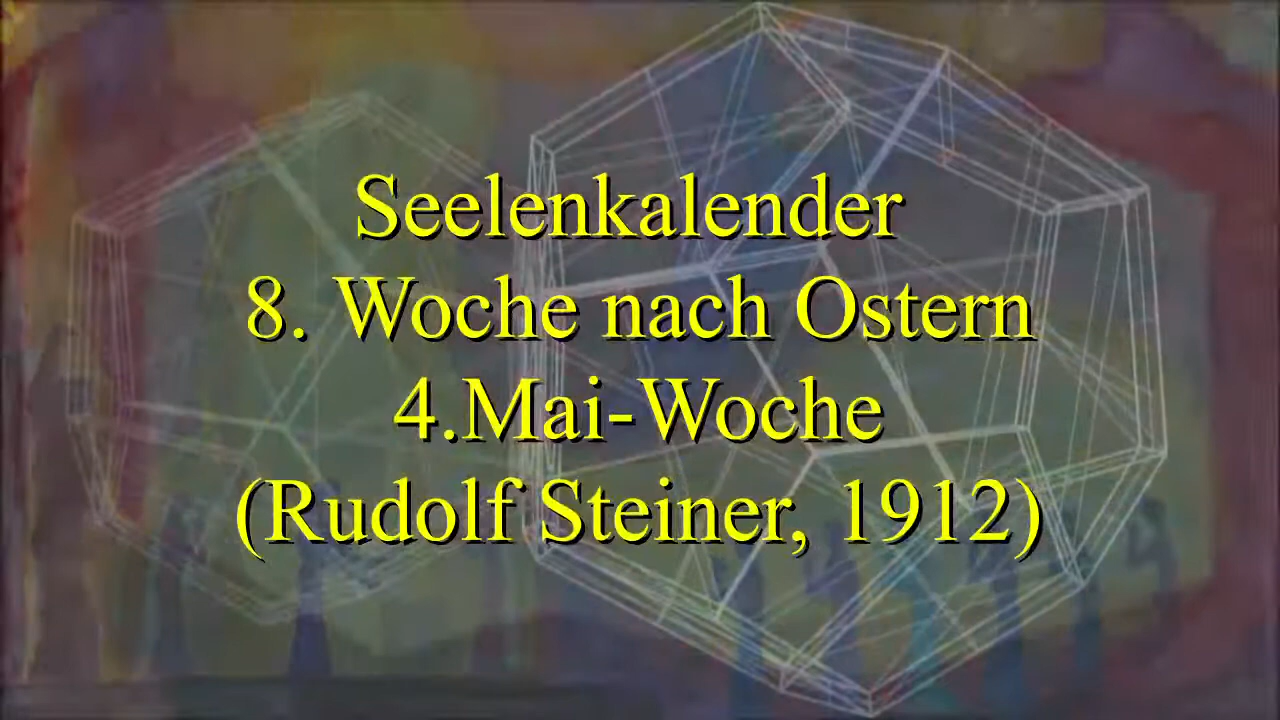 Seelenkalender
8. Woche nach Ostern
4.Mai-Woche
(Rudolf Steiner, 1912)